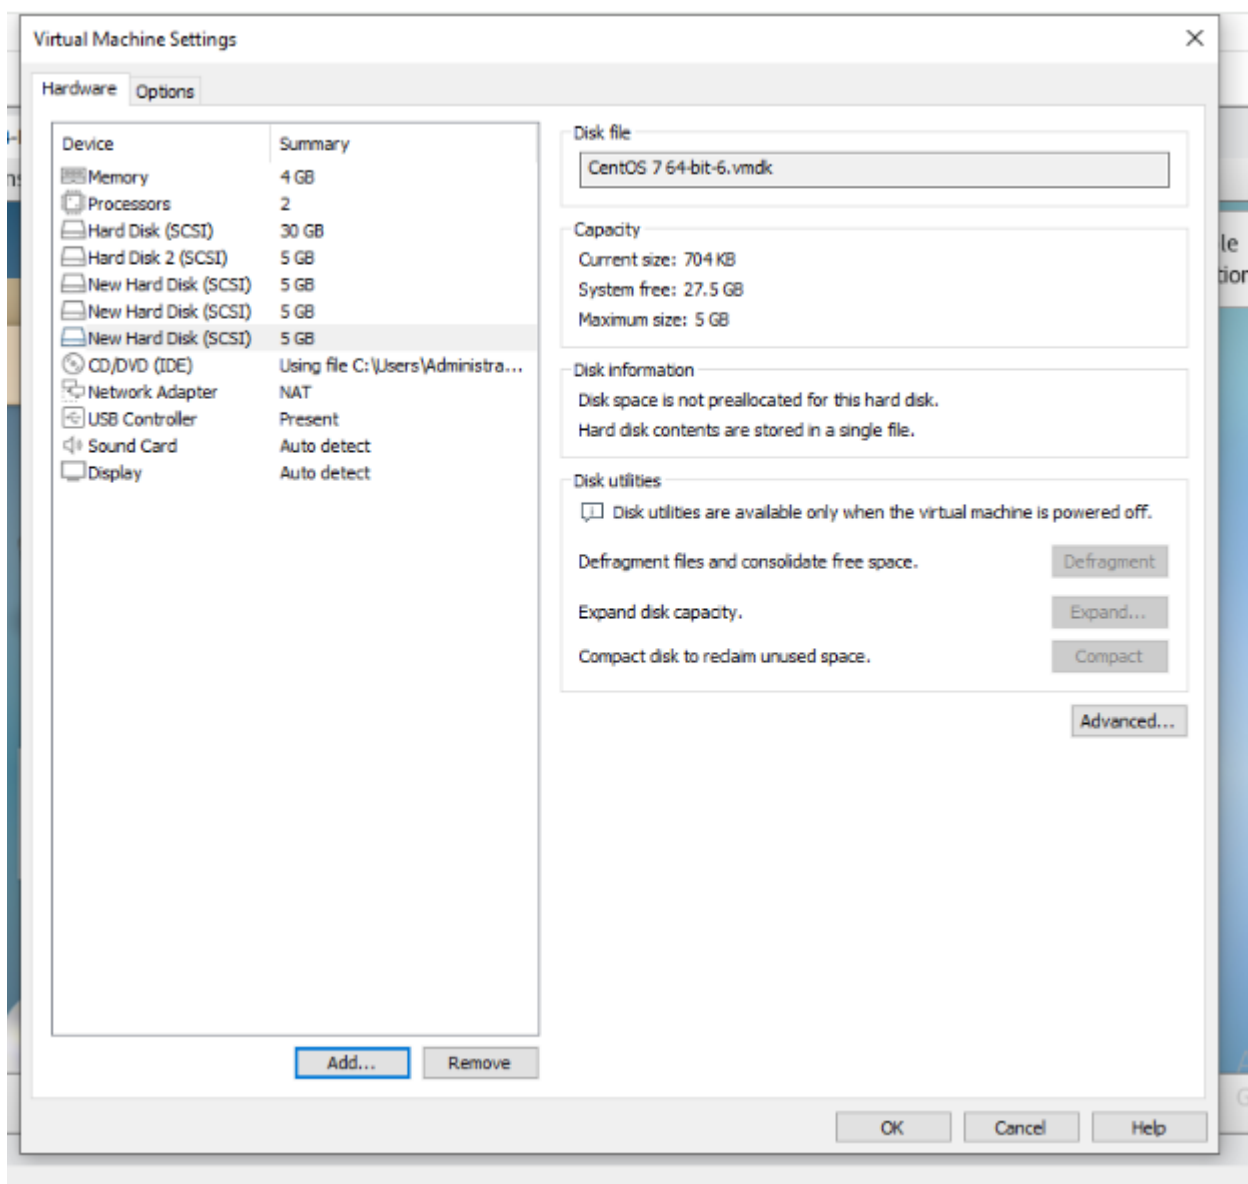 Virtual Machine Settings
Hardware Options
Device Summary
Memory 4 GB
Processors 2
Hard Disk (SCSI) 30 GB
Hard Disk 2 (SCSI) 5 GB
New Hard Disk (SCSI) 5 GB
New Hard Disk (SCSI) 5 GB
New Hard Disk (SCSI) 5 GB
CD/DVD (IDE) Using file C:\Users\Administra...
Network Adapter NAT
USB Controller Present
Sound Card Auto detect
Display Auto detect
Add... Remove
Disk file
CentOS 7 64-bit-6.vmdk
Capacity
Current size: 704 KB
System free: 27.5 GB
Maximum size: 5 GB
Disk information
Disk space is not preallocated for this hard disk.
Hard disk contents are stored in a single file.
Disk utilities
Disk utilities are available only when the virtual machine is powered off.
Defragment files and consolidate free space. Defragment
Expand disk capacity. Expand...
Compact disk to reclaim unused space. Compact
Advanced...
OK Cancel Help
le
tion